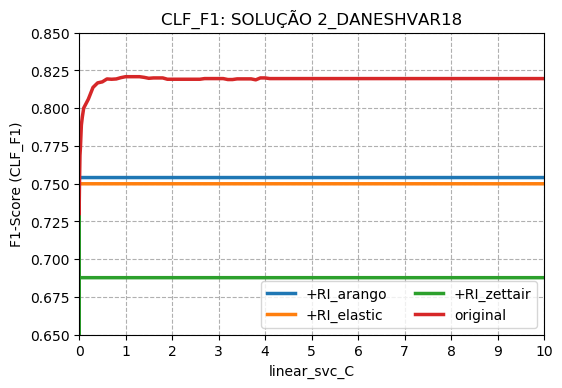 CLF_F1: SOLUÇÃO 2_DANESHVAR18
F1-Score (CLF_F1)
0.850
0.825
0.800
0.775
0.750
0.725
0.700
0.675
0.650
+RI_arango
+RI_elastic
+RI_zettair
original
0 1 2 3 4 5 6 7 8 9 10
linear_svc_C